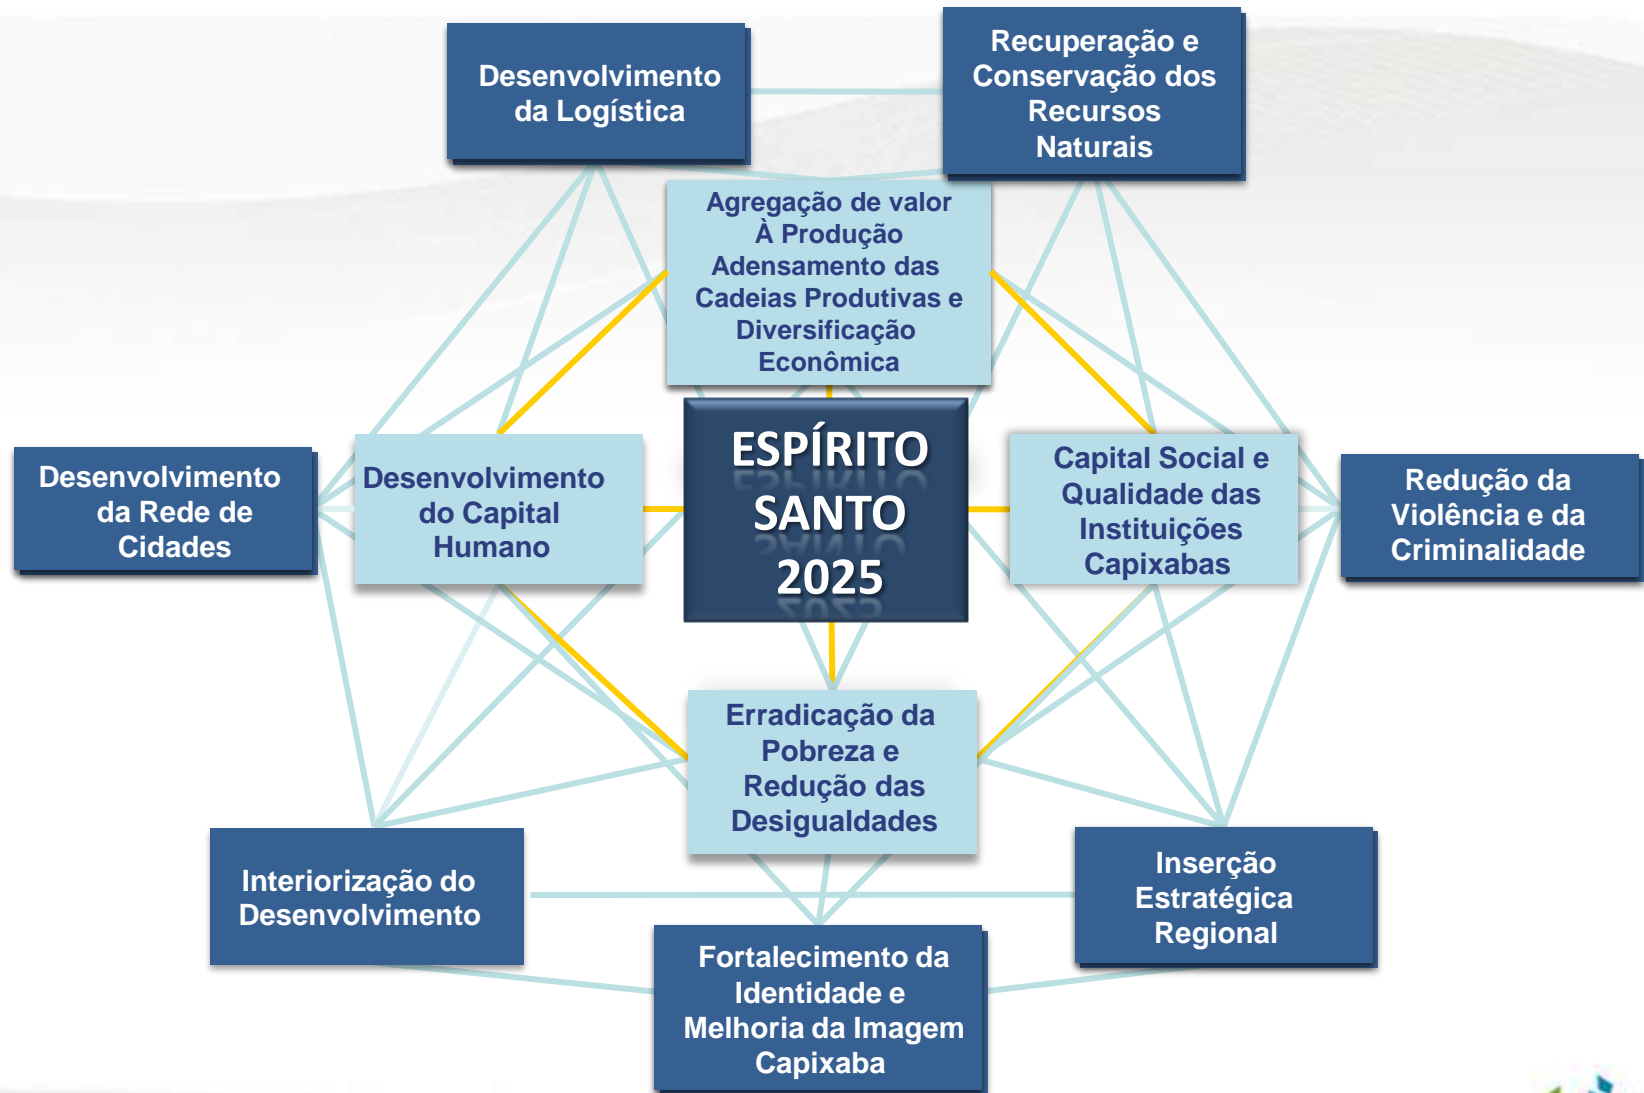 Desenvolvimento
da Logística
Recuperação e
Conservação dos
Recursos
Naturais
Agregação de valor
À Produção
Adensamento das
Cadeias Produtivas e
Diversificação
Econômica
Desenvolvimento
da Rede de
Cidades
Desenvolvimento
do Capital
Humano
ESPÍRITO
SANTO
2025
Capital Social e
Qualidade das
Instituições
Capixabas
Redução da
Violência e da
Criminalidade
Erradicação da
Pobreza e
Redução das
Desigualdades
Interiorização do
Desenvolvimento
Inserção
Estratégica
Regional
Fortalecimento da
Identidade e
Melhoria da Imagem
Capixaba